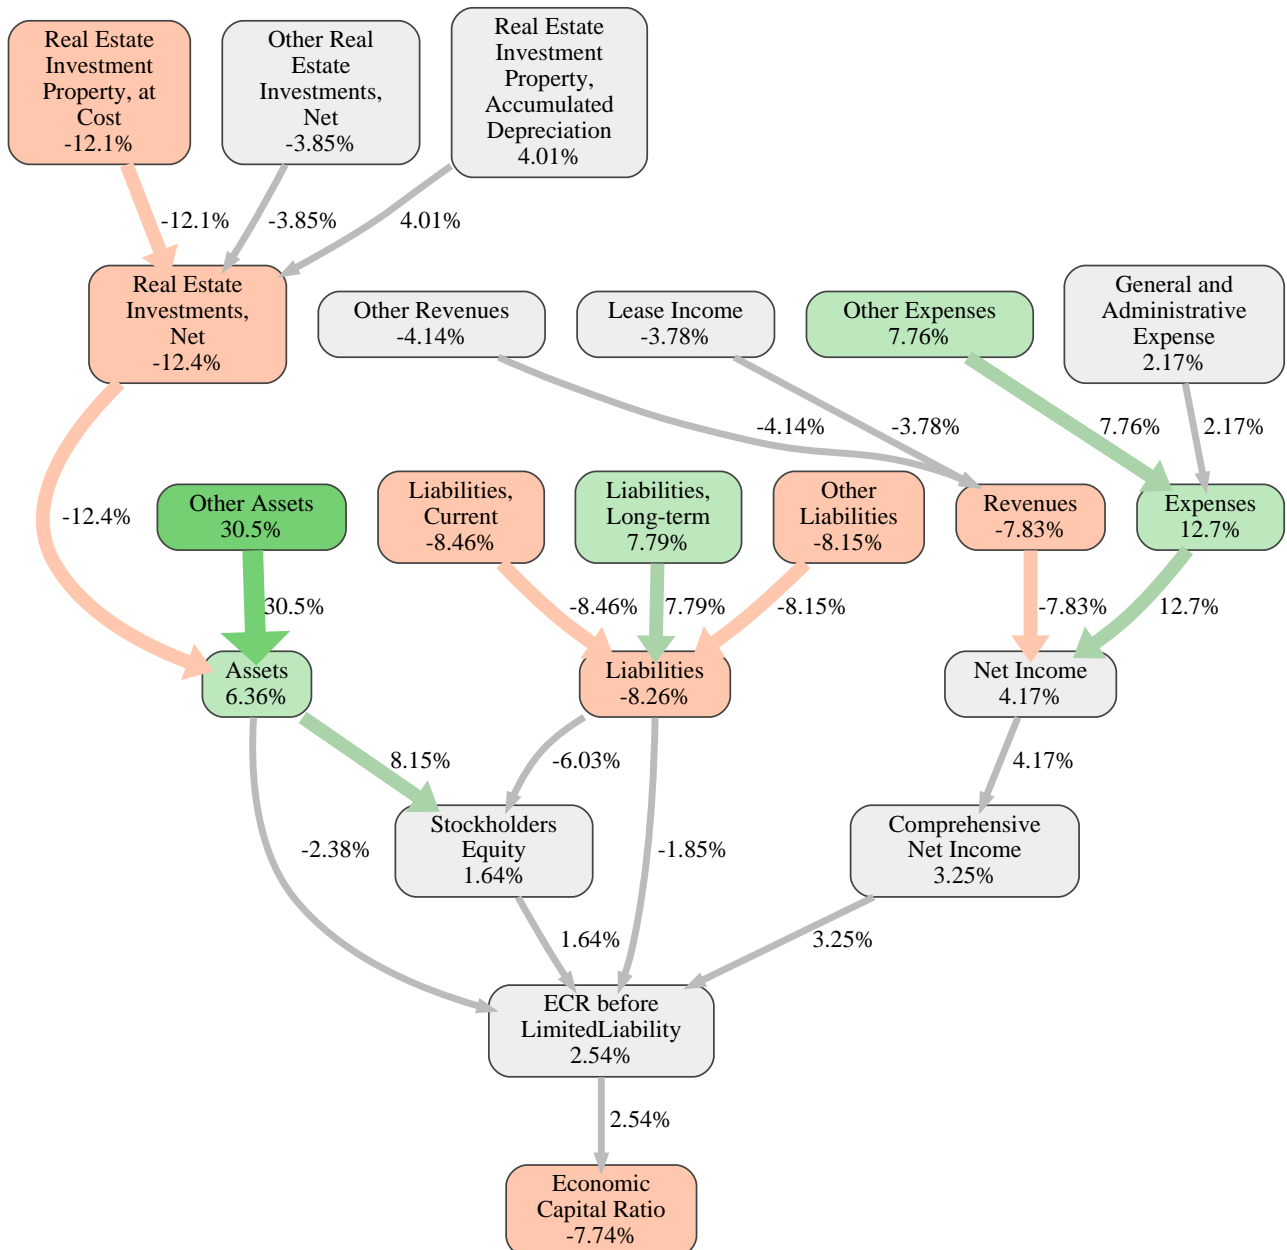 Real Estate
Investment
Property, at
Cost
-12.1%
Other Real
Estate
Investments,
Net
-3.85%
Real Estate
Investment
Property,
Accumulated
Depreciation
4.01%
-12.1%
-3.85%
4.01%
Real Estate
Investments,
Net
-12.4%
Other Revenues
-4.14%
Lease Income
-3.78%
Other Expenses
7.76%
General and
Administrative
Expense
2.17%
-4.14%
-3.78%
7.76%
2.17%
-12.4%
Other Assets
30.5%
Liabilities,
Current
-8.46%
Liabilities,
Long-term
7.79%
Other
Liabilities
-8.15%
Revenues
-7.83%
Expenses
12.7%
30.5%
-8.46%
7.79%
-8.15%
-7.83%
12.7%
Assets
6.36%
Liabilities
-8.26%
Net Income
4.17%
8.15%
-6.03%
4.17%
-2.38%
Stockholders
Equity
1.64%
-1.85%
Comprehensive
Net Income
3.25%
1.64%
3.25%
ECR before
LimitedLiability
2.54%
2.54%
Economic
Capital Ratio
-7.74%